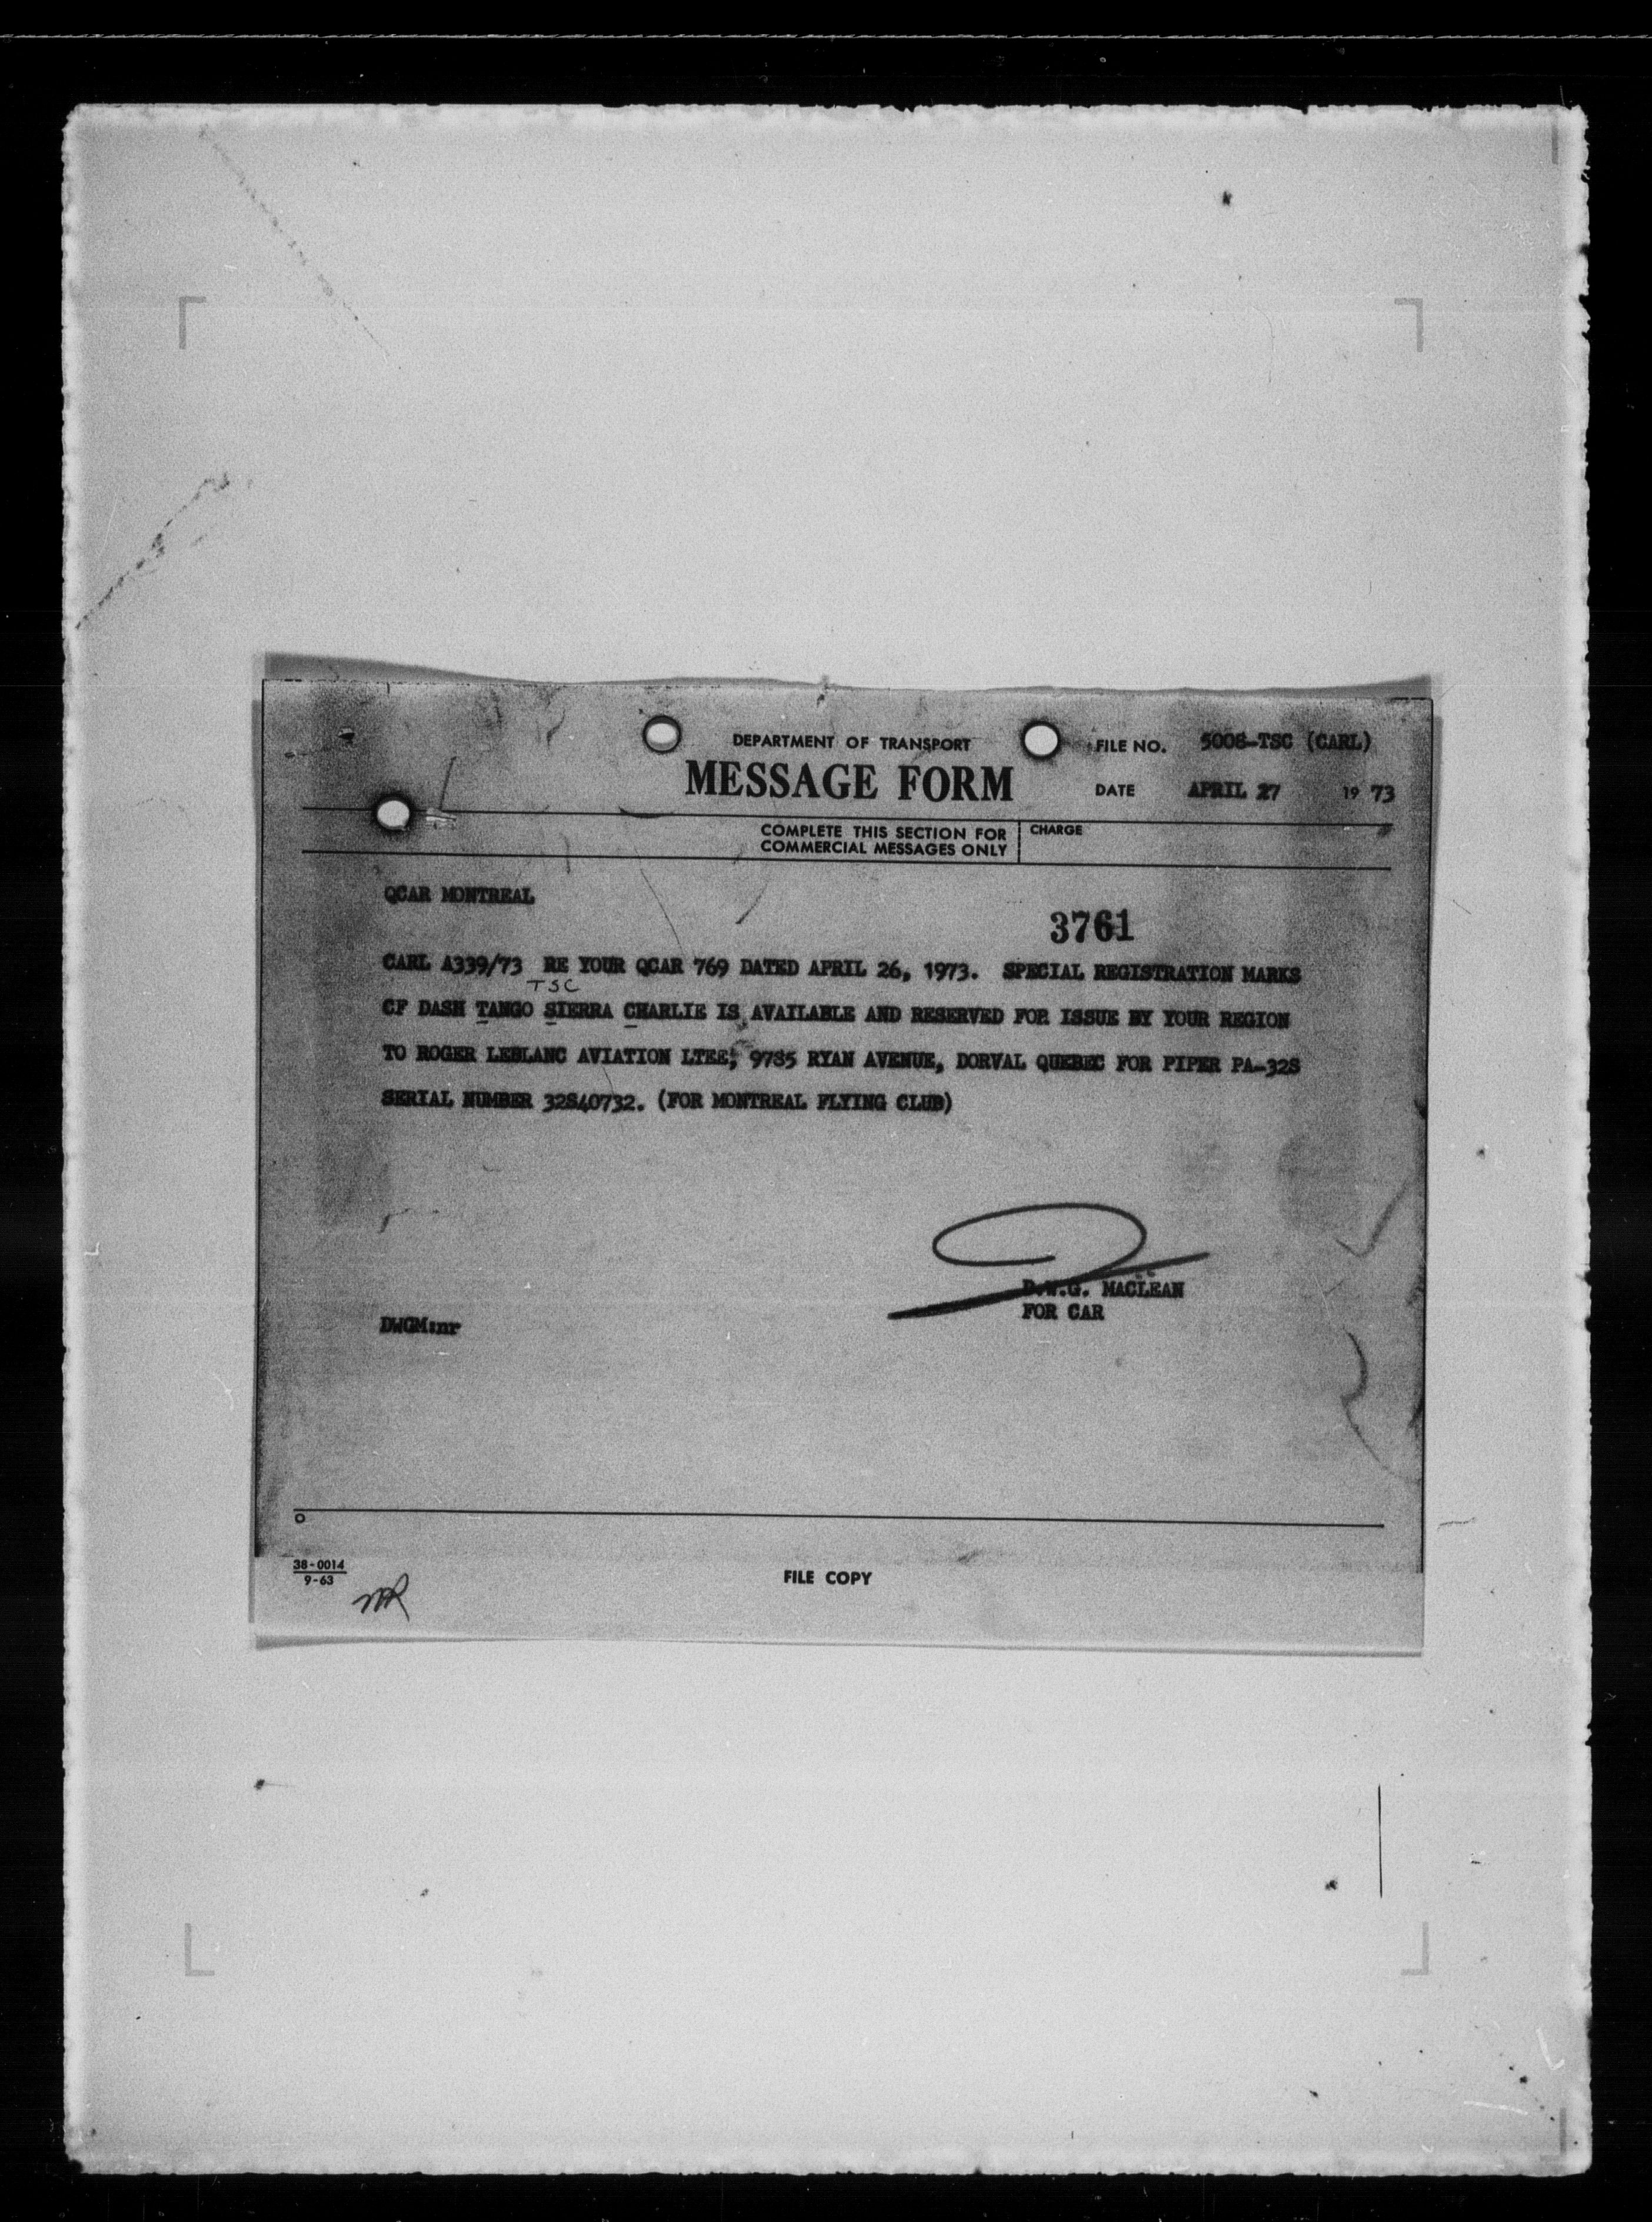 DEPARTMENT OF TRANSPORT
MESSAGE FORM
FILE NO. 5008-TSC (CARL)
DATE APRIL 27 1973
COMPLETE THIS SECTION FOR
COMMERCIAL MESSAGES ONLY
CHARGE
QCAR MONTREAL
3761
CARL A339/73 RE YOUR QCAR 769 DATED APRIL 26, 1973. SPECIAL REGISTRATION MARKS
TSC
CF DASH TANGO SIERRA CHARLIE IS AVAILABLE AND RESERVED FOR ISSUE BY YOUR REGION
TO ROGER LEBLANC AVIATION LTEE, 9785 RYAN AVENUE, DORVAL QUEBEC FOR PIPER PA-32S
SERIAL NUMBER 32S40732. (FOR MONTREAL FLYING CLUB)
D.W.G. MACLEAN
FOR CAR
DWGM:nr
38-0014
9-63
FILE COPY
NR